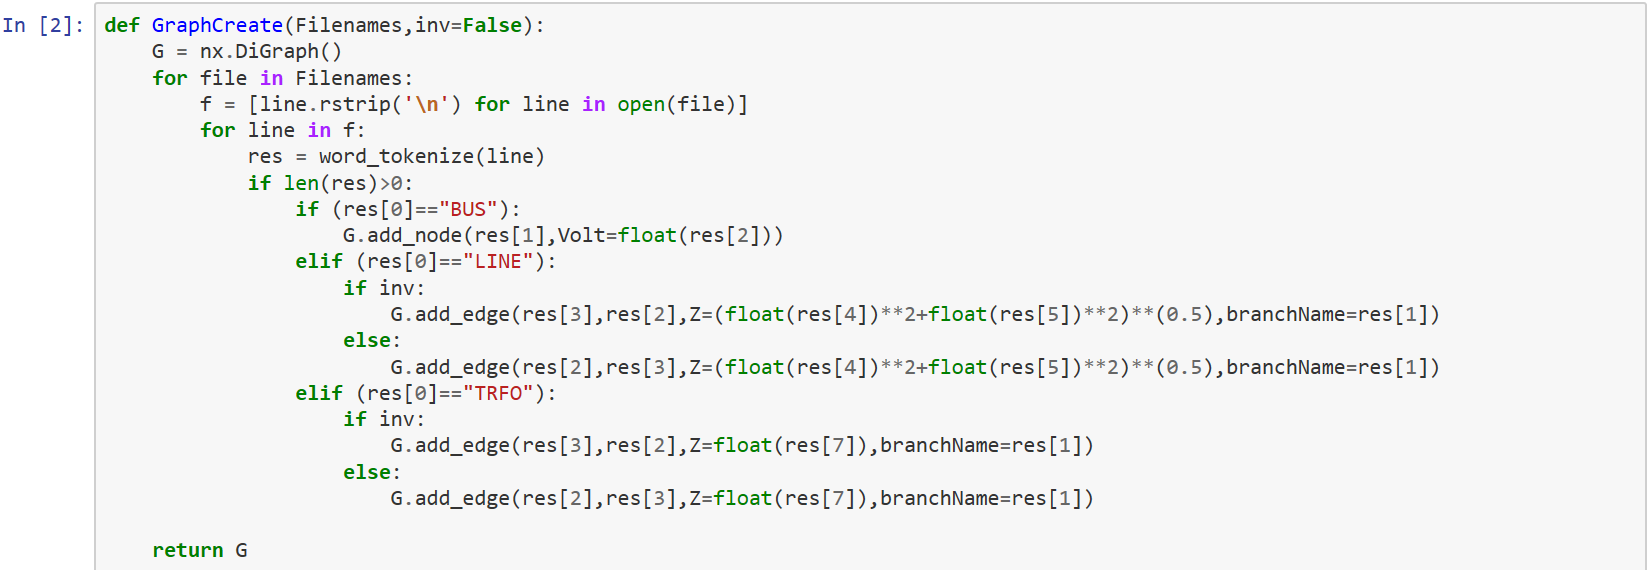 In [2]: def GraphCreate(Filenames,inv=False):
    G = nx.DiGraph()
    for file in Filenames:
        f = [line.rstrip('\n') for line in open(file)]
        for line in f:
            res = word_tokenize(line)
            if len(res)>0:
                if (res[0]=="BUS"):
                    G.add_node(res[1],Volt=float(res[2]))
                elif (res[0]=="LINE"):
                    if inv:
                        G.add_edge(res[3],res[2],Z=(float(res[4])**2+float(res[5])**2)**(0.5),branchName=res[1])
                    else:
                        G.add_edge(res[2],res[3],Z=(float(res[4])**2+float(res[5])**2)**(0.5),branchName=res[1])
                elif (res[0]=="TRFO"):
                    if inv:
                        G.add_edge(res[3],res[2],Z=float(res[7]),branchName=res[1])
                    else:
                        G.add_edge(res[2],res[3],Z=float(res[7]),branchName=res[1])
    return G